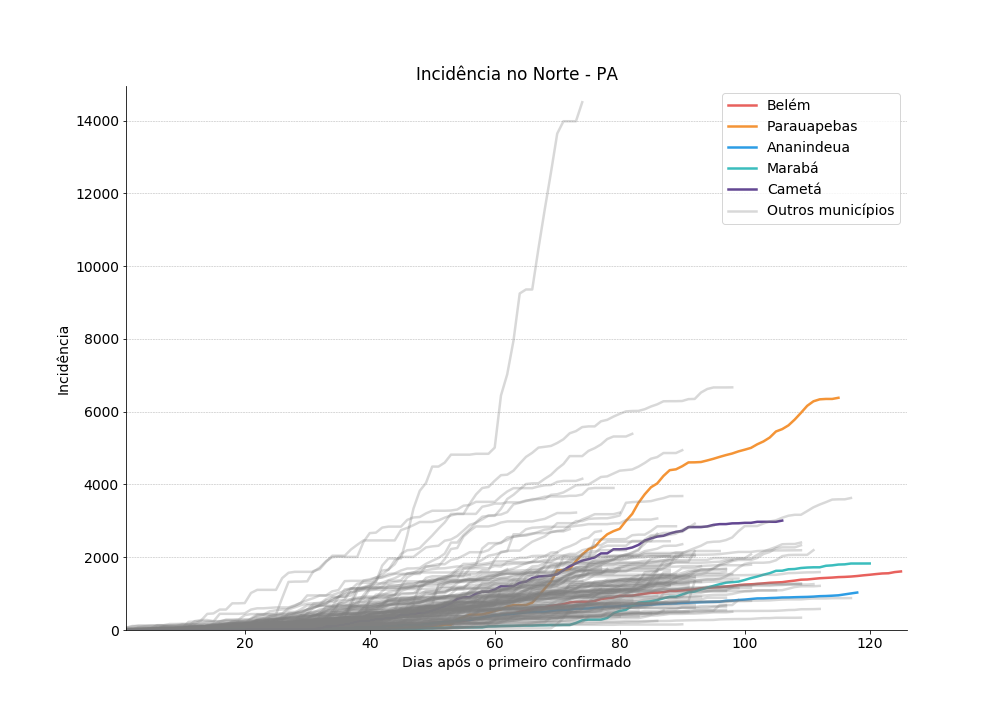 Incidência no Norte - PA
Belém
Parauapebas
Ananindeua
Marabá
Cametá
Outros municípios
14000
12000
10000
8000
6000
4000
2000
0
Incidência
20
40
60
80
100
120
Dias após o primeiro confirmado